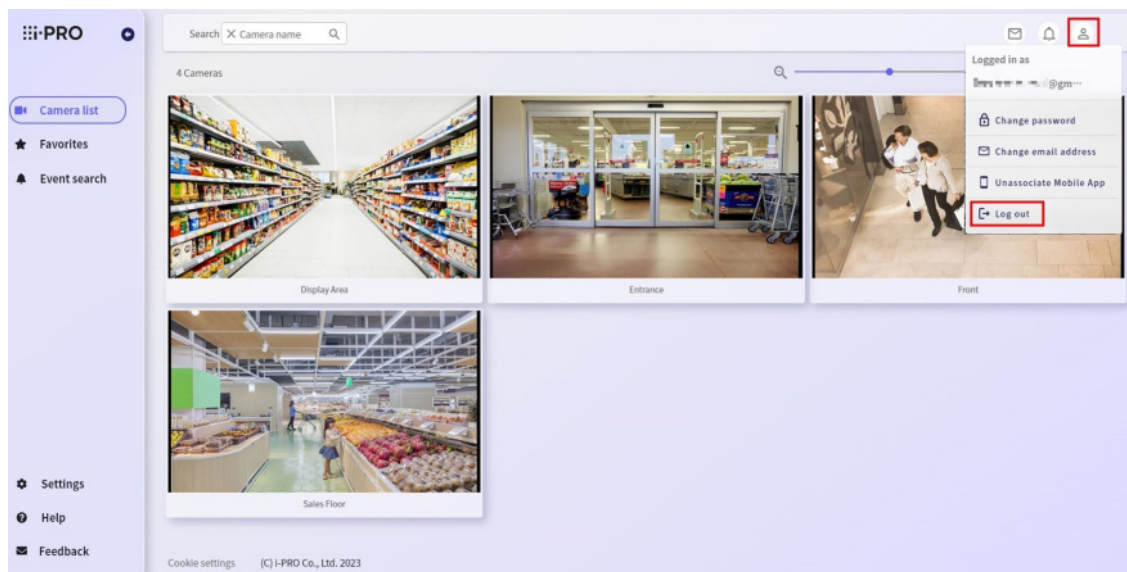 i-PRO
Search
Camera name
4 Cameras
Camera list
Favorites
Event search
Settings
Help
Feedback
Display Area
Entrance
Front
Sales Floor
Logged in as
@gm…
Change password
Change email address
Unassociate Mobile App
Log out
Cookie settings
(C) i-PRO Co., Ltd. 2023